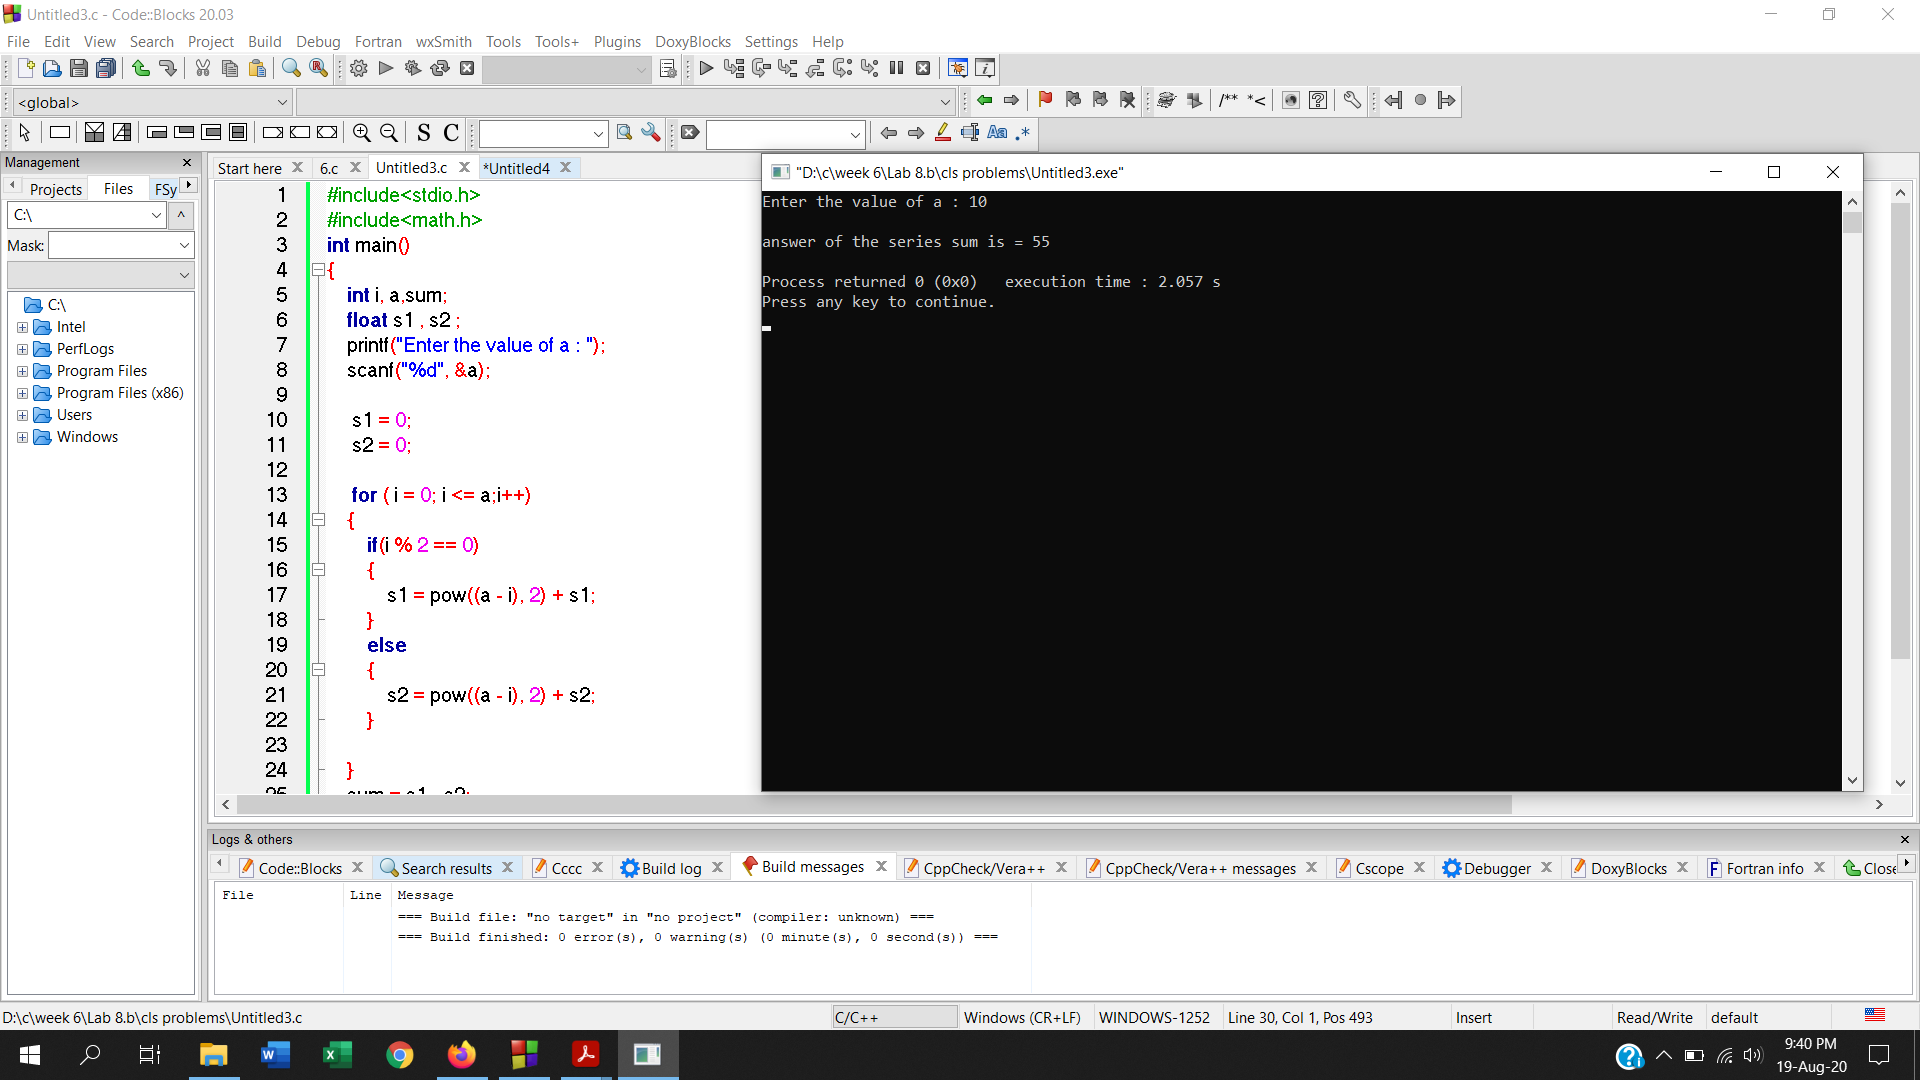 Untitled3.c - Code::Blocks 20.03
File Edit View Search Project Build Debug Fortran wxSmith Tools Tools+ Plugins DoxyBlocks Settings Help
<global>
/** *<
S C
Aa .*
Management
Projects Files FSy
C:\
Mask:
C:\
Intel
PerfLogs
Program Files
Program Files (x86)
Users
Windows
Start here 6.c Untitled3.c *Untitled4
1 #include<stdio.h>
2 #include<math.h>
3 int main()
4 {
5 int i, a,sum;
6 float s1 , s2 ;
7 printf("Enter the value of a : ");
8 scanf("%d", &a);
9
10 s1 = 0;
11 s2 = 0;
12
13 for ( i = 0; i <= a;i++)
14 {
15 if(i % 2 == 0)
16 {
17 s1 = pow((a - i), 2) + s1;
18 }
19 else
20 {
21 s2 = pow((a - i), 2) + s2;
22 }
23
24 }
"D:\c\week 6\Lab 8.b\cls problems\Untitled3.exe"
Enter the value of a : 10
answer of the series sum is = 55
Process returned 0 (0x0)   execution time : 2.057 s
Press any key to continue.
Logs & others
Code::Blocks Search results Cccc Build log Build messages CppCheck/Vera++ CppCheck/Vera++ messages Cscope Debugger DoxyBlocks Fortran info Close
File Line Message
=== Build file: "no target" in "no project" (compiler: unknown) ===
=== Build finished: 0 error(s), 0 warning(s) (0 minute(s), 0 second(s)) ===
D:\c\week 6\Lab 8.b\cls problems\Untitled3.c C/C++ Windows (CR+LF) WINDOWS-1252 Line 30, Col 1, Pos 493 Insert Read/Write default
9:40 PM
19-Aug-20